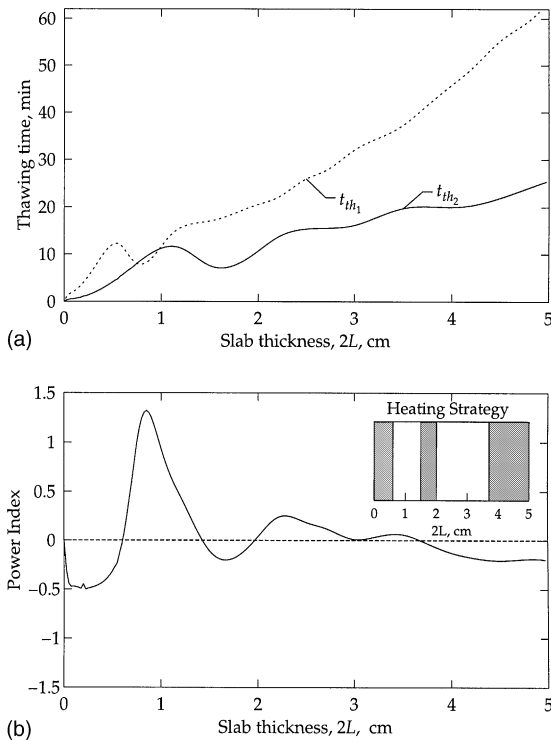 60
50
40
30
20
10
0
Thawing time, min
t_th1
t_th2
0 1 2 3 4 5
Slab thickness, 2L, cm
(a)
1.5
1
0.5
0
−0.5
−1
−1.5
Power Index
Heating Strategy
0 1 2 3 4 5
2L, cm
0 1 2 3 4 5
Slab thickness, 2L, cm
(b)